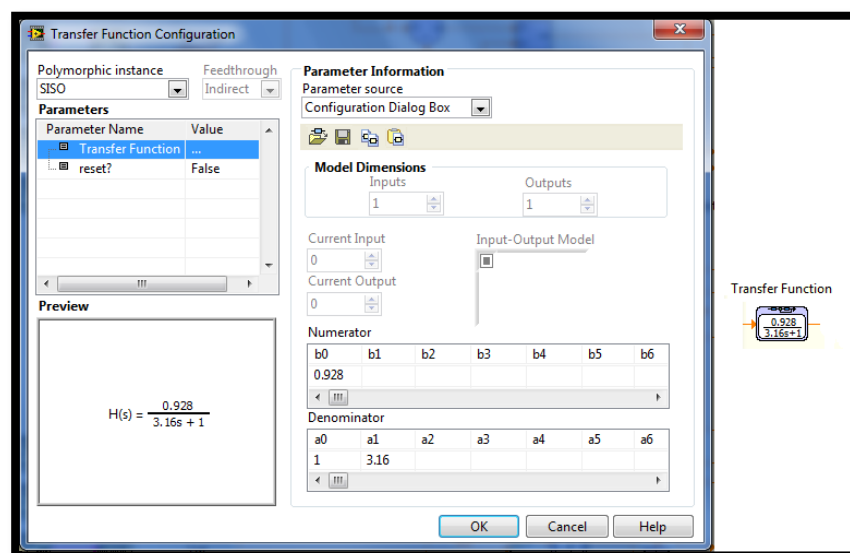 Transfer Function Configuration
x
Polymorphic instance
Feedthrough
SISO
Indirect
Parameters
Parameter Name Value
Transfer Function ...
reset? False
Preview
H(s) = 0.928
3.16s + 1
Parameter Information
Parameter source
Configuration Dialog Box
Model Dimensions
Inputs Outputs
1 1
Current Input Input-Output Model
0
Current Output
0
Numerator
b0 b1 b2 b3 b4 b5 b6
0.928
Denominator
a0 a1 a2 a3 a4 a5 a6
1 3.16
OK Cancel Help
Transfer Function
0.928
3.16s+1